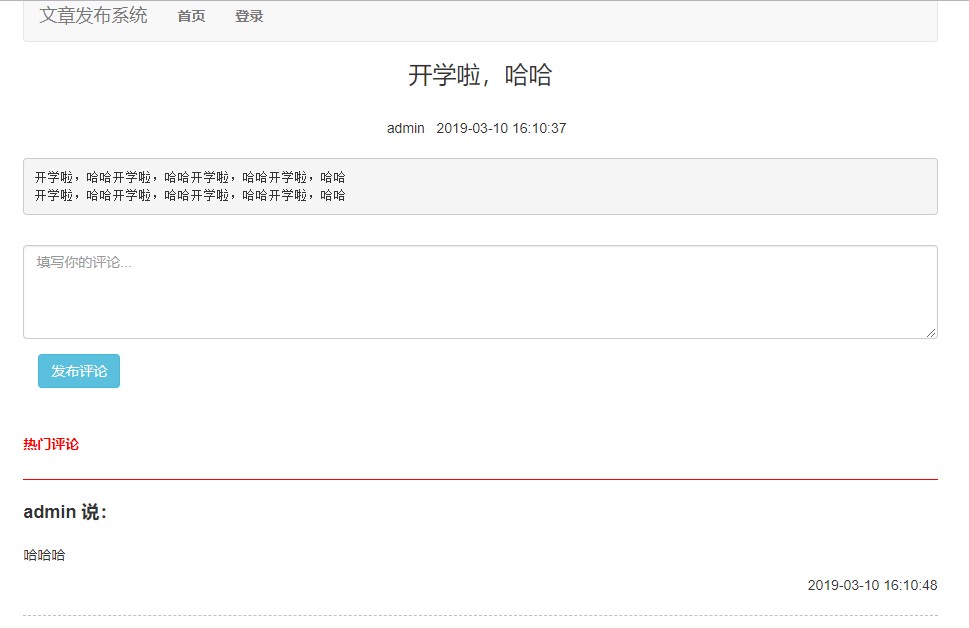 文章发布系统 首页 登录
开学啦，哈哈
admin 2019-03-10 16:10:37
开学啦，哈哈开学啦，哈哈开学啦，哈哈开学啦，哈哈
开学啦，哈哈开学啦，哈哈开学啦，哈哈开学啦，哈哈
填写你的评论...
发布评论
热门评论
admin 说：
哈哈哈
2019-03-10 16:10:48